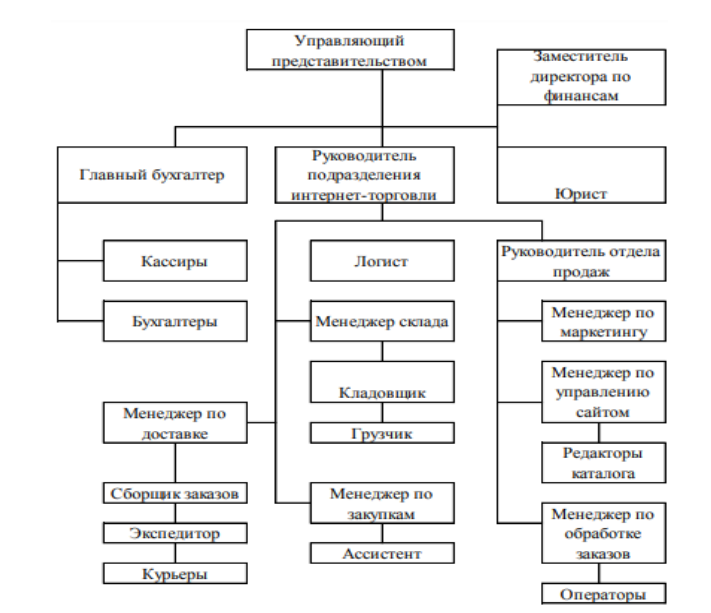 Управляющий
представительством
Заместитель
директора по
финансам
Главный бухгалтер
Руководитель
подразделения
интернет-торговли
Юрист
Кассиры
Логист
Руководитель отдела
продаж
Бухгалтеры
Менеджер склада
Менеджер по
маркетингу
Кладовщик
Менеджер по
управлению
сайтом
Менеджер по
доставке
Грузчик
Редакторы
каталога
Сборщик заказов
Менеджер по
закупкам
Менеджер по
обработке
заказов
Экспедитор
Ассистент
Курьеры
Операторы